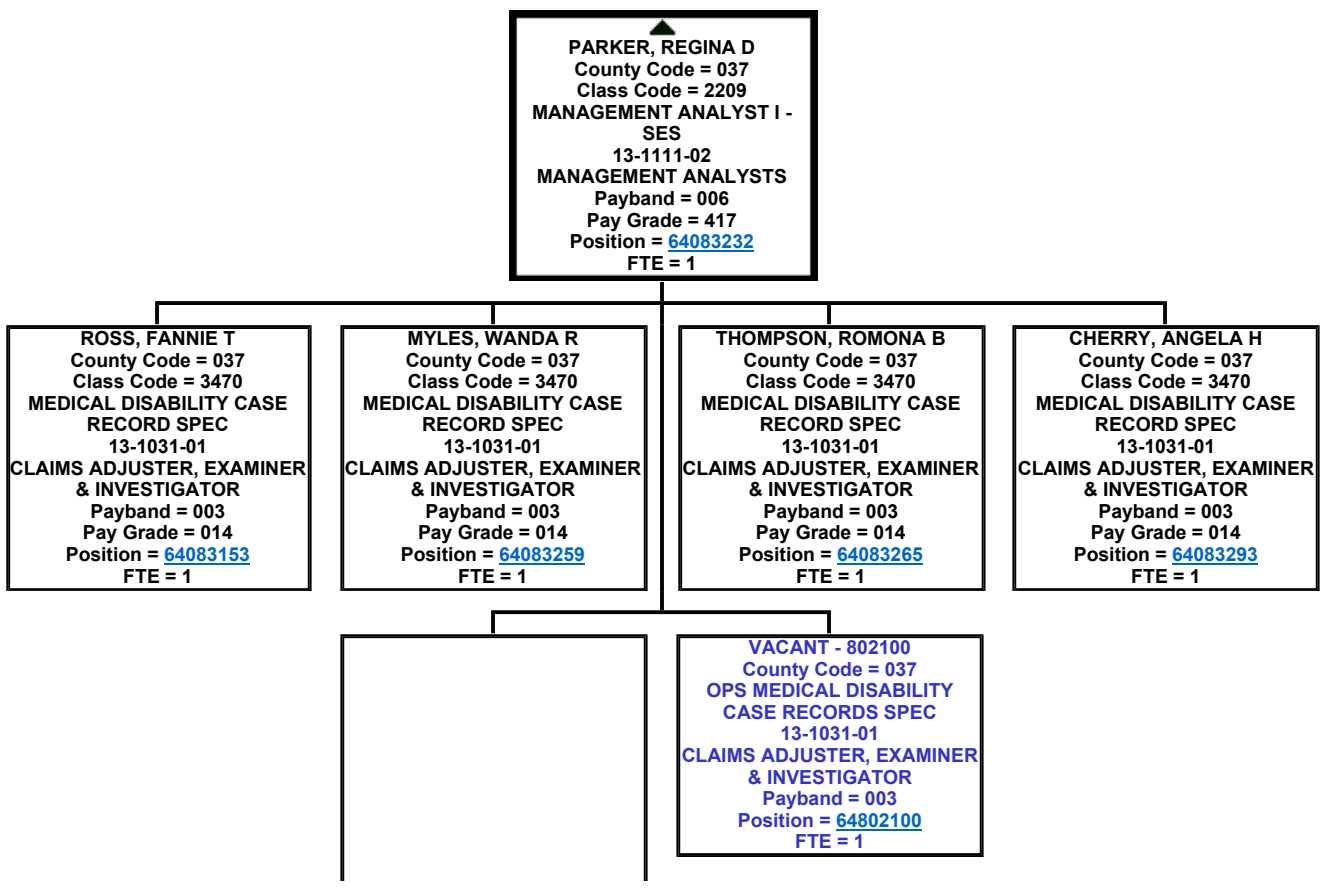 PARKER, REGINA D
County Code = 037
Class Code = 2209
MANAGEMENT ANALYST I -
SES
13-1111-02
MANAGEMENT ANALYSTS
Payband = 006
Pay Grade = 417
Position = 64083232
FTE = 1
ROSS, FANNIE T
County Code = 037
Class Code = 3470
MEDICAL DISABILITY CASE
RECORD SPEC
13-1031-01
CLAIMS ADJUSTER, EXAMINER
& INVESTIGATOR
Payband = 003
Pay Grade = 014
Position = 64083153
FTE = 1
MYLES, WANDA R
County Code = 037
Class Code = 3470
MEDICAL DISABILITY CASE
RECORD SPEC
13-1031-01
CLAIMS ADJUSTER, EXAMINER
& INVESTIGATOR
Payband = 003
Pay Grade = 014
Position = 64083259
FTE = 1
THOMPSON, ROMONA B
County Code = 037
Class Code = 3470
MEDICAL DISABILITY CASE
RECORD SPEC
13-1031-01
CLAIMS ADJUSTER, EXAMINER
& INVESTIGATOR
Payband = 003
Pay Grade = 014
Position = 64083265
FTE = 1
CHERRY, ANGELA H
County Code = 037
Class Code = 3470
MEDICAL DISABILITY CASE
RECORD SPEC
13-1031-01
CLAIMS ADJUSTER, EXAMINER
& INVESTIGATOR
Payband = 003
Pay Grade = 014
Position = 64083293
FTE = 1
VACANT - 802100
County Code = 037
OPS MEDICAL DISABILITY
CASE RECORDS SPEC
13-1031-01
CLAIMS ADJUSTER, EXAMINER
& INVESTIGATOR
Payband = 003
Position = 64802100
FTE = 1